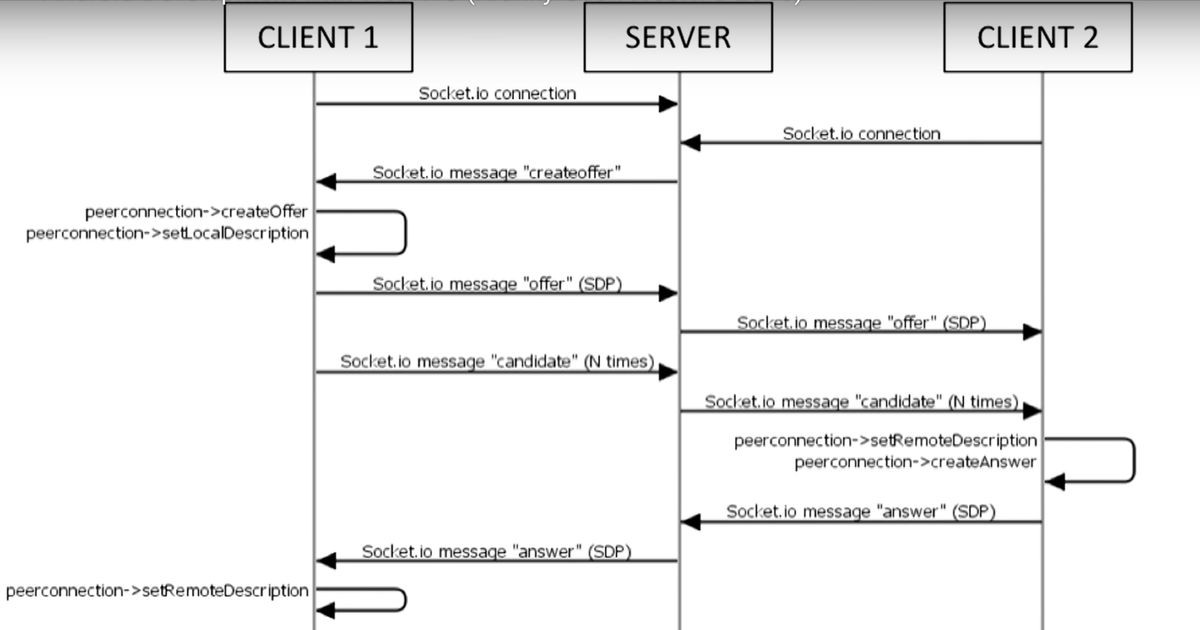 CLIENT 1
SERVER
CLIENT 2
Socket.io connection
Socket.io connection
Socket.io message "createoffer"
peerconnection->createOffer
peerconnection->setLocalDescription
Socket.io message "offer" (SDP)
Socket.io message "offer" (SDP)
Socket.io message "candidate" (N times)
Socket.io message "candidate" (N times)
peerconnection->setRemoteDescription
peerconnection->createAnswer
Socket.io message "answer" (SDP)
Socket.io message "answer" (SDP)
peerconnection->setRemoteDescription